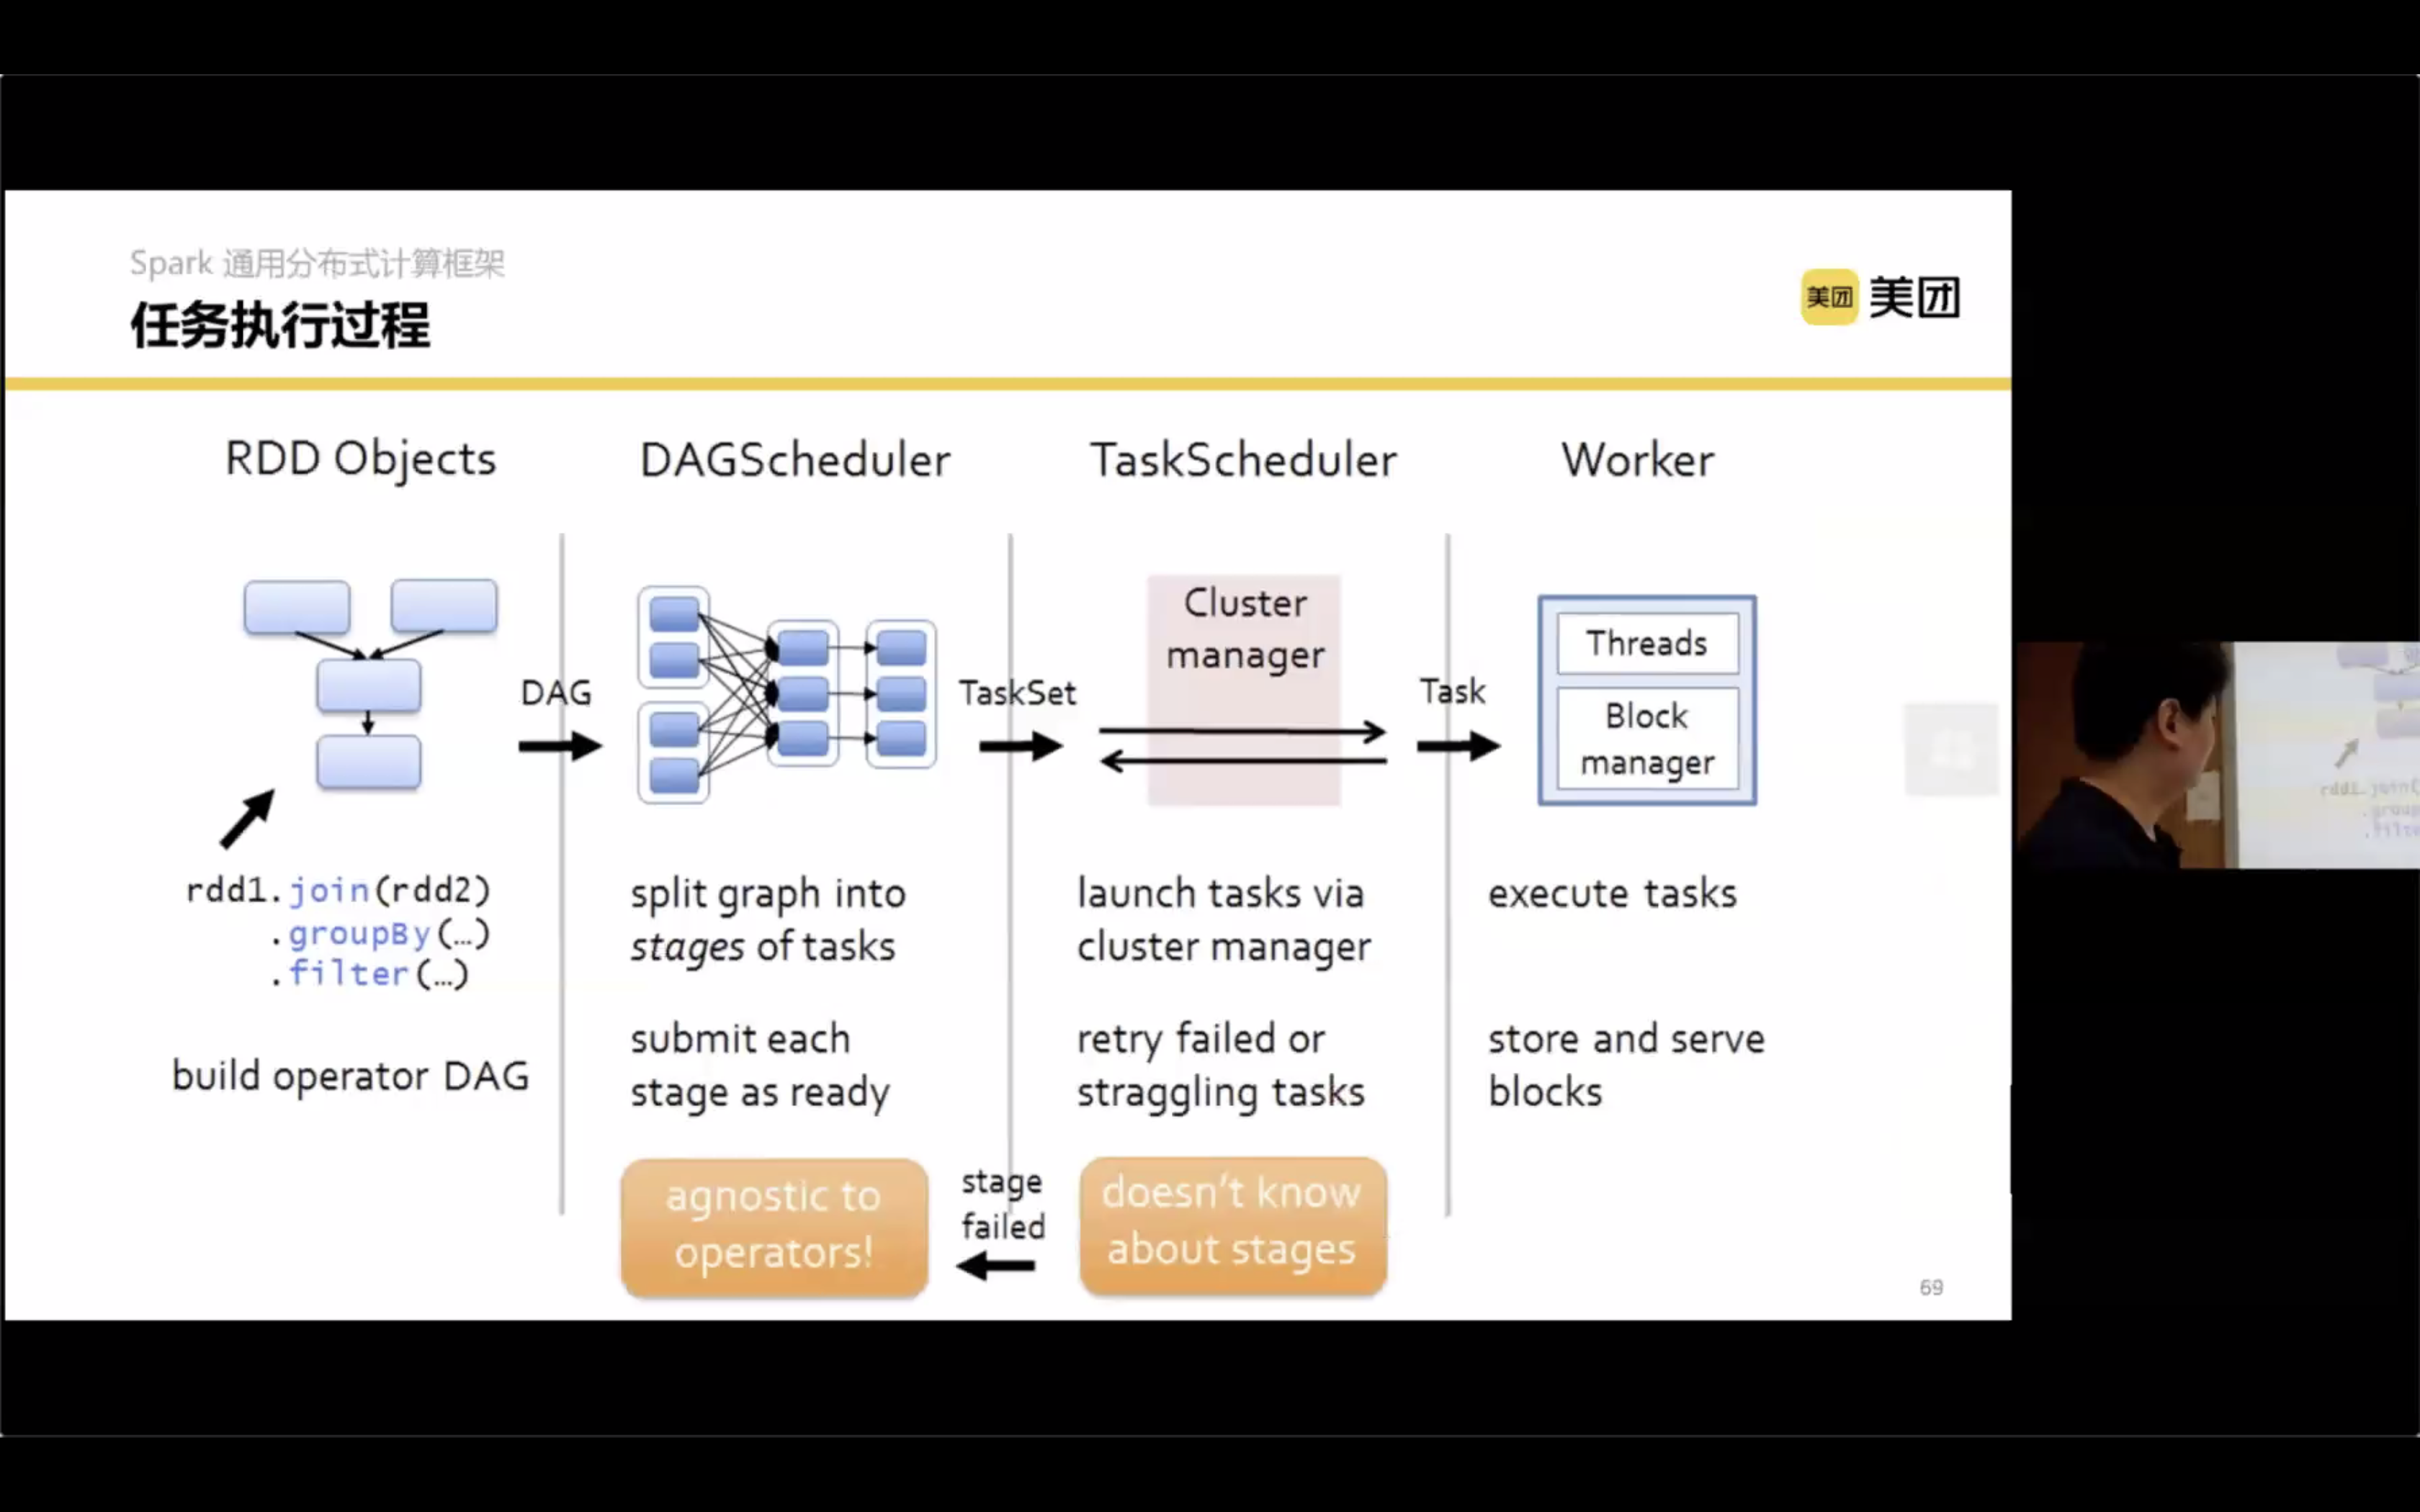 Spark 通用分布式计算框架
任务执行过程
美团 美团
RDD Objects
DAGScheduler
TaskScheduler
Worker
DAG
TaskSet
Cluster
manager
Task
Threads
Block
manager
rdd1.join(rdd2)
.groupBy(…)
.filter(…)
build operator DAG
split graph into
stages of tasks
submit each
stage as ready
launch tasks via
cluster manager
retry failed or
straggling tasks
execute tasks
store and serve
blocks
agnostic to
operators!
stage
failed
doesn't know
about stages
69
rdd1.join(
.group
.filte